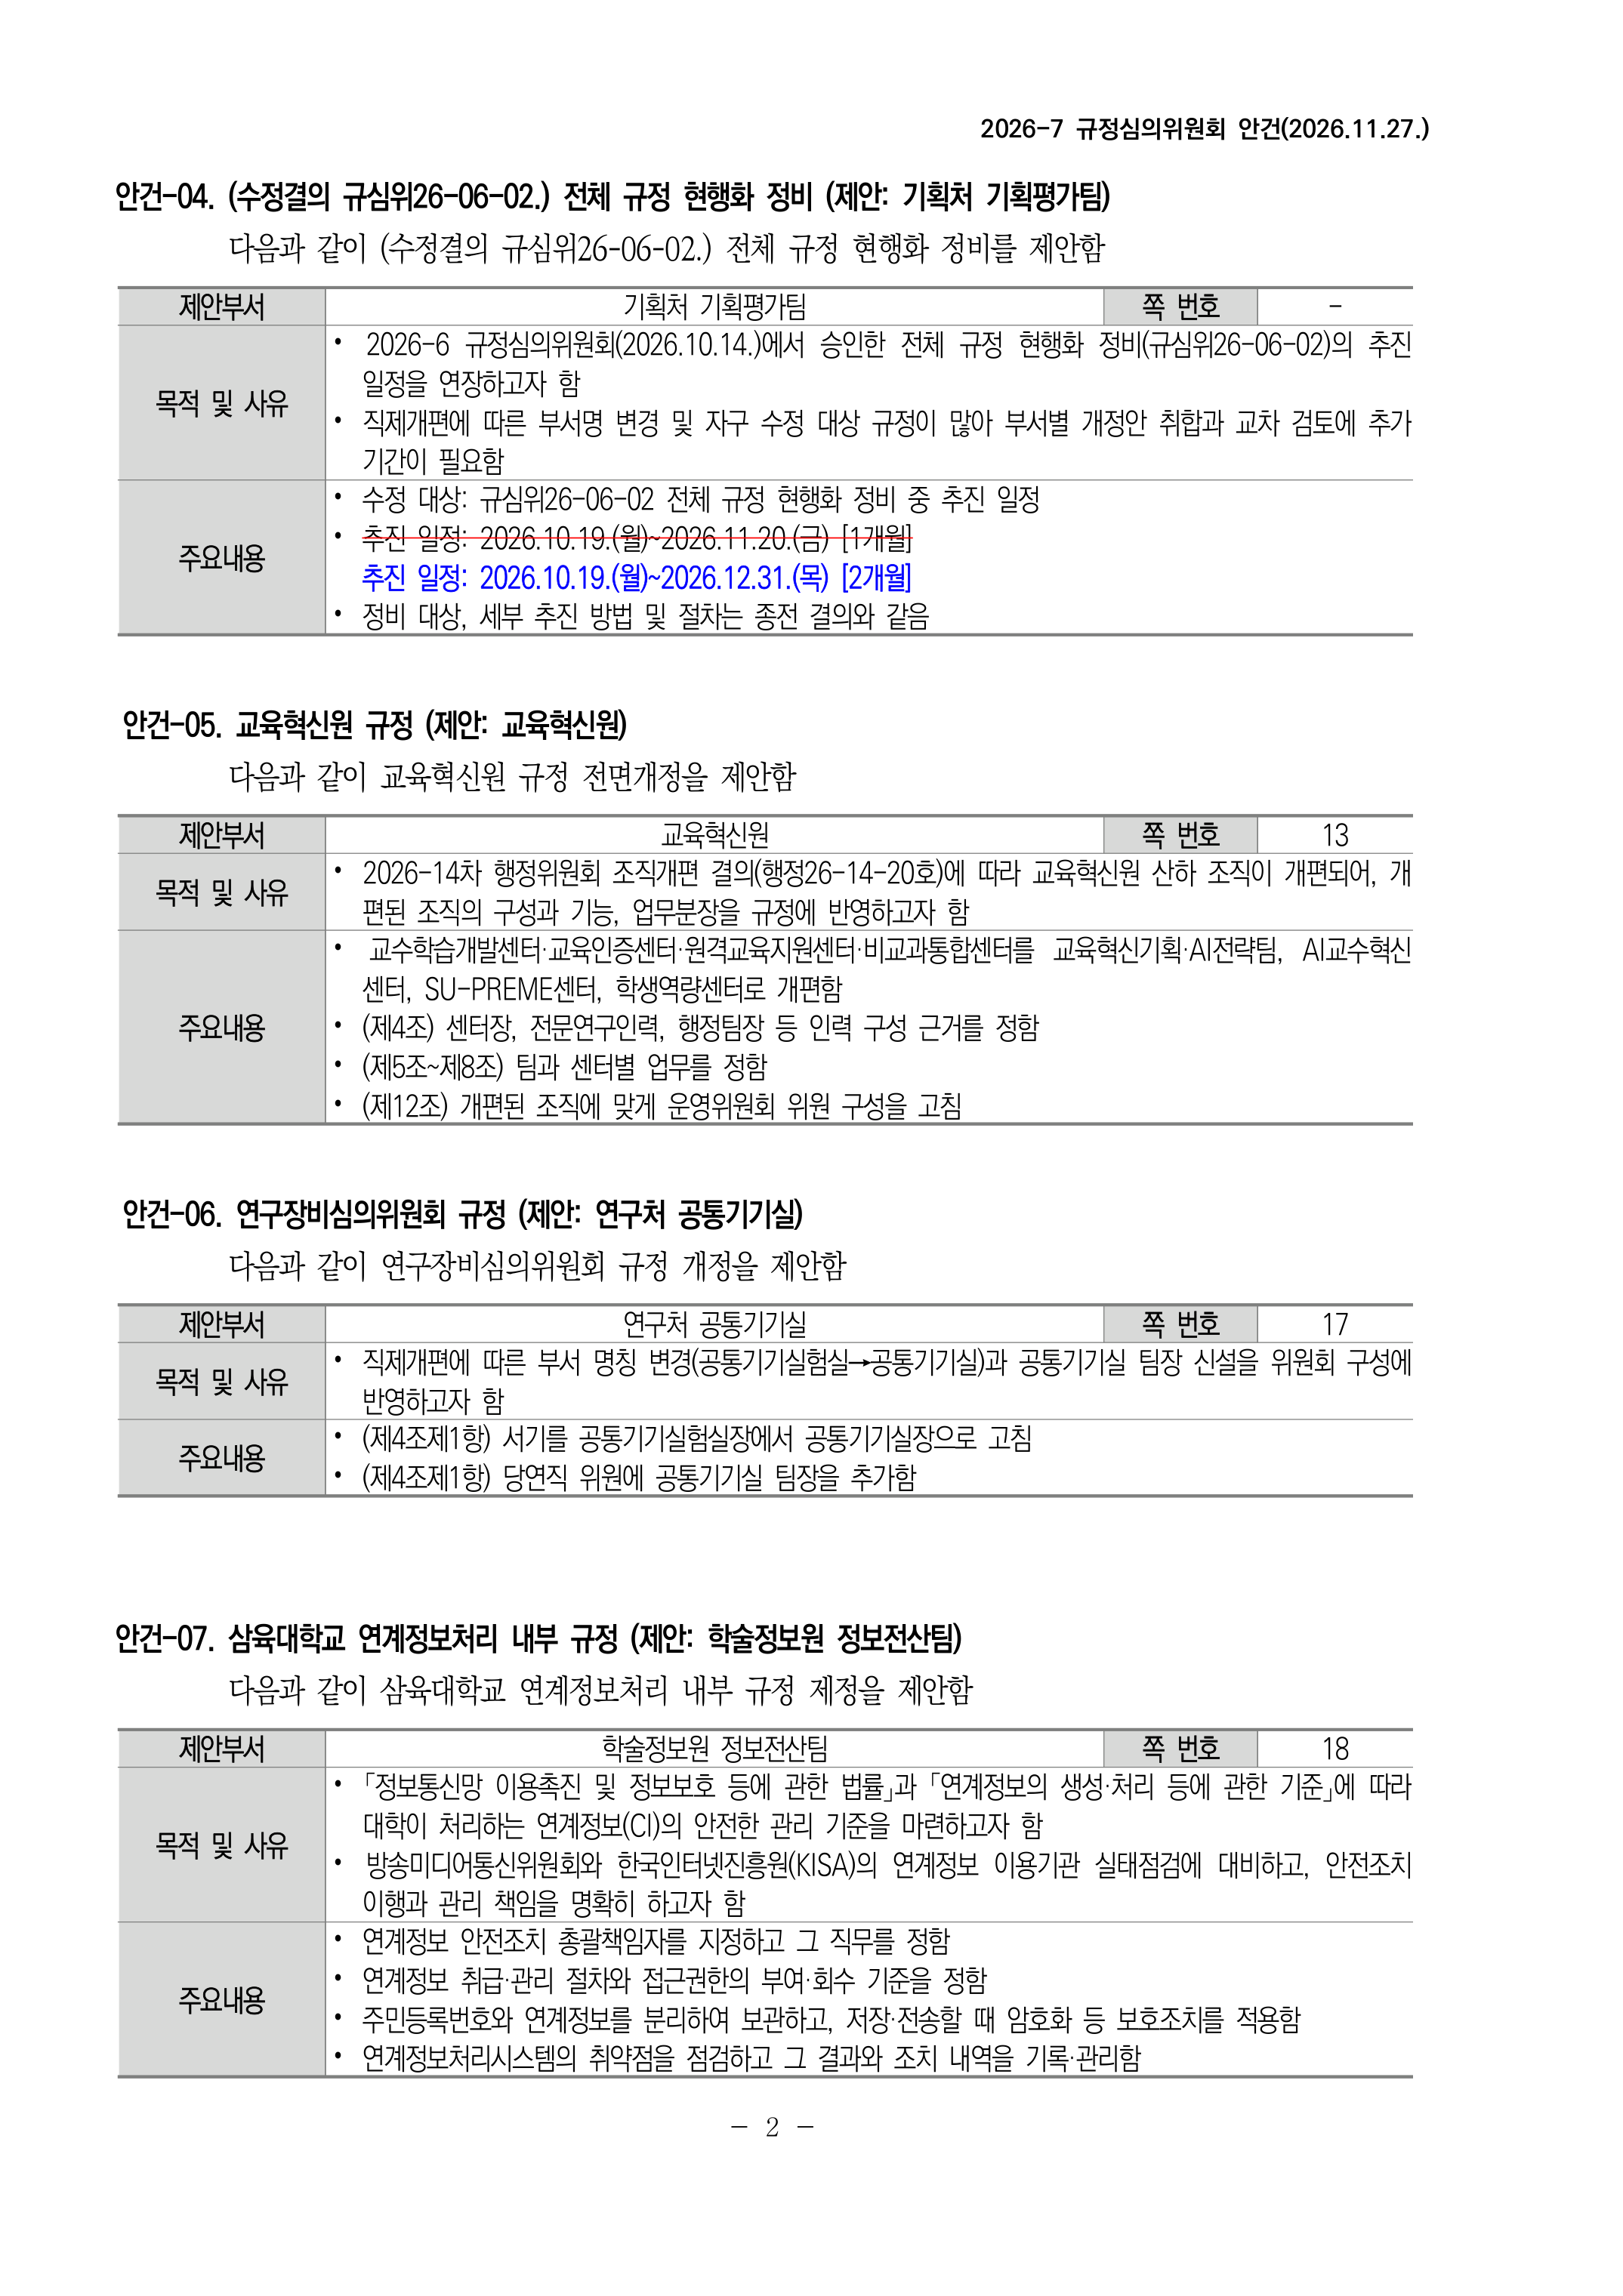 2026-7 규정심의위원회 안건(2026.11.27.)
안건-04. (수정결의 규심위26-06-02.) 전체 규정 현행화 정비 (제안: 기획처 기획평가팀)
다음과 같이 (수정결의 규심위26-06-02.) 전체 규정 현행화 정비를 제안함
제안부서 기획처 기획평가팀 쪽 번호 -
목적 및 사유
• 2026-6 규정심의위원회(2026.10.14.)에서 승인한 전체 규정 현행화 정비(규심위26-06-02)의 추진
일정을 연장하고자 함
• 직제개편에 따른 부서명 변경 및 자구 수정 대상 규정이 많아 부서별 개정안 취합과 교차 검토에 추가
기간이 필요함
주요내용
• 수정 대상: 규심위26-06-02 전체 규정 현행화 정비 중 추진 일정
• 추진 일정: 2026.10.19.(월)~2026.11.20.(금) [1개월]
추진 일정: 2026.10.19.(월)~2026.12.31.(목) [2개월]
• 정비 대상, 세부 추진 방법 및 절차는 종전 결의와 같음
안건-05. 교육혁신원 규정 (제안: 교육혁신원)
다음과 같이 교육혁신원 규정 전면개정을 제안함
제안부서 교육혁신원 쪽 번호 13
목적 및 사유
• 2026-14차 행정위원회 조직개편 결의(행정26-14-20호)에 따라 교육혁신원 산하 조직이 개편되어, 개
편된 조직의 구성과 기능, 업무분장을 규정에 반영하고자 함
주요내용
• 교수학습개발센터·교육인증센터·원격교육지원센터·비교과통합센터를 교육혁신기획·AI전략팀, AI교수혁신
센터, SU-PREME센터, 학생역량센터로 개편함
• (제4조) 센터장, 전문연구인력, 행정팀장 등 인력 구성 근거를 정함
• (제5조~제8조) 팀과 센터별 업무를 정함
• (제12조) 개편된 조직에 맞게 운영위원회 위원 구성을 고침
안건-06. 연구장비심의위원회 규정 (제안: 연구처 공통기기실)
다음과 같이 연구장비심의위원회 규정 개정을 제안함
제안부서 연구처 공통기기실 쪽 번호 17
목적 및 사유
• 직제개편에 따른 부서 명칭 변경(공통기기실험실→공통기기실)과 공통기기실 팀장 신설을 위원회 구성에
반영하고자 함
주요내용
• (제4조제1항) 서기를 공통기기실험실장에서 공통기기실장으로 고침
• (제4조제1항) 당연직 위원에 공통기기실 팀장을 추가함
안건-07. 삼육대학교 연계정보처리 내부 규정 (제안: 학술정보원 정보전산팀)
다음과 같이 삼육대학교 연계정보처리 내부 규정 제정을 제안함
제안부서 학술정보원 정보전산팀 쪽 번호 18
목적 및 사유
• 「정보통신망 이용촉진 및 정보보호 등에 관한 법률」과 「연계정보의 생성·처리 등에 관한 기준」에 따라
대학이 처리하는 연계정보(CI)의 안전한 관리 기준을 마련하고자 함
• 방송미디어통신위원회와 한국인터넷진흥원(KISA)의 연계정보 이용기관 실태점검에 대비하고, 안전조치
이행과 관리 책임을 명확히 하고자 함
주요내용
• 연계정보 안전조치 총괄책임자를 지정하고 그 직무를 정함
• 연계정보 취급·관리 절차와 접근권한의 부여·회수 기준을 정함
• 주민등록번호와 연계정보를 분리하여 보관하고, 저장·전송할 때 암호화 등 보호조치를 적용함
• 연계정보처리시스템의 취약점을 점검하고 그 결과와 조치 내역을 기록·관리함
- 2 -